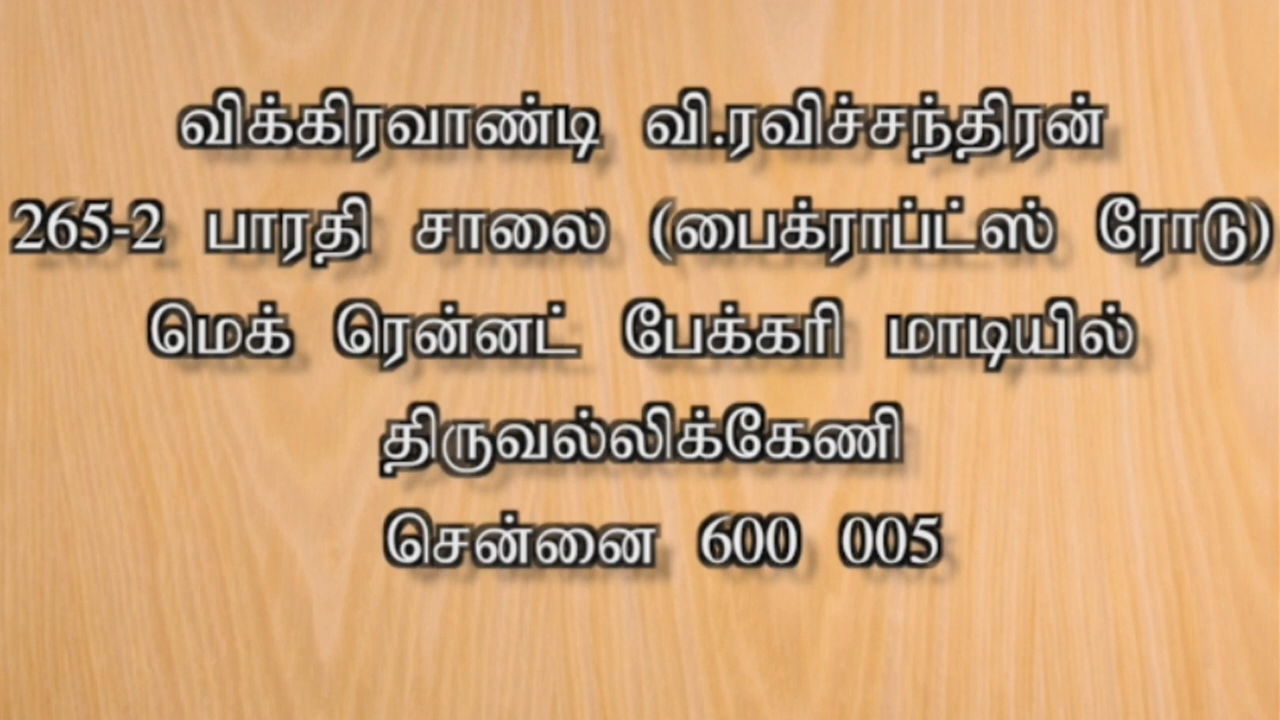 விக்கிரவாண்டி வி.ரவிச்சந்திரன்
265-2 பாரதி சாலை (பைக்ராப்ட்ஸ் ரோடு)
மெக் ரென்னட் பேக்கரி மாடியில்
திருவல்லிக்கேணி
சென்னை 600 005